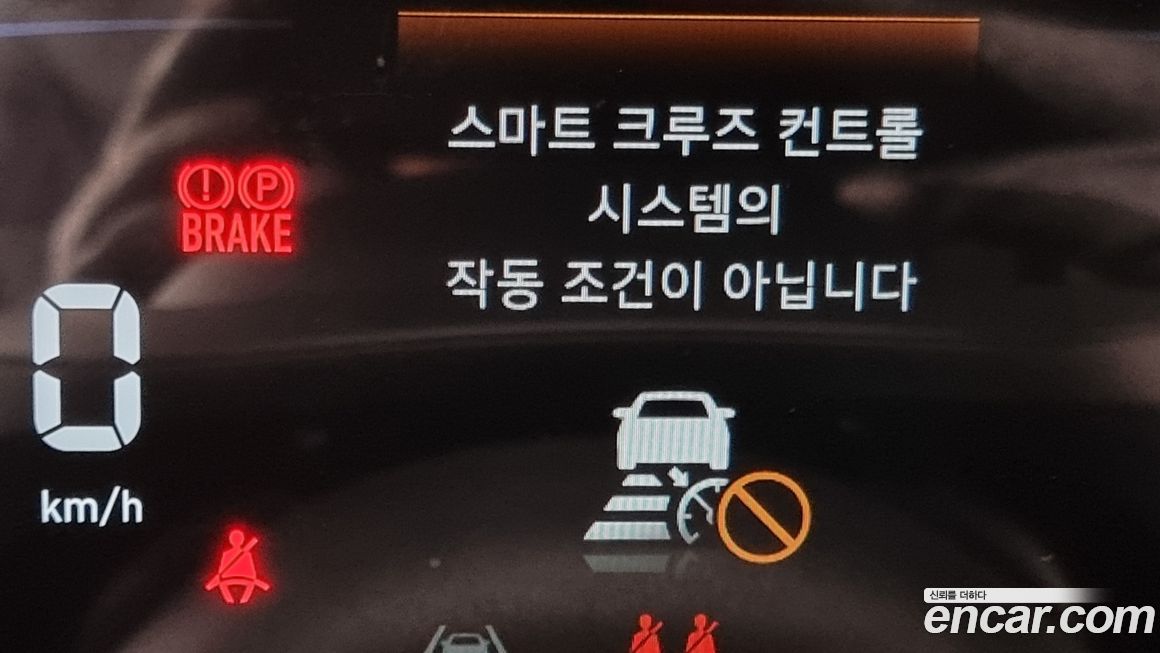 스마트 크루즈 컨트롤
시스템의
작동 조건이 아닙니다
! P
BRAKE
0
km/h
신뢰를 더하다
encar.com